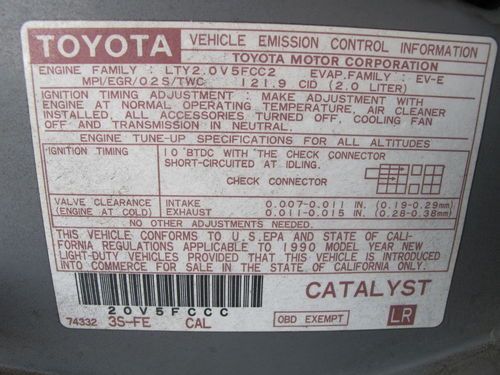 TOYOTA VEHICLE EMISSION CONTROL INFORMATION
TOYOTA MOTOR CORPORATION
ENGINE FAMILY : LTY2.0V5FCC2 EVAP.FAMILY : EV-E
MPI/EGR/O2S/TWC 121.9 CID (2.0 LITER)
IGNITION TIMING ADJUSTMENT : MAKE ADJUSTMENT WITH
ENGINE AT NORMAL OPERATING TEMPERATURE, AIR CLEANER
INSTALLED, ALL ACCESSORIES TURNED OFF, COOLING FAN
OFF AND TRANSMISSION IN NEUTRAL.
ENGINE TUNE-UP SPECIFICATIONS FOR ALL ALTITUDES
IGNITION TIMING 10°BTDC WITH THE CHECK CONNECTOR
SHORT-CIRCUITED AT IDLING.
CHECK CONNECTOR
VALVE CLEARANCE INTAKE 0.007-0.011 IN. (0.19-0.29mm)
(ENGINE AT COLD) EXHAUST 0.011-0.015 IN. (0.28-0.38mm)
NO OTHER ADJUSTMENTS NEEDED.
THIS VEHICLE CONFORMS TO U.S.EPA AND STATE OF CALI-
FORNIA REGULATIONS APPLICABLE TO 1990 MODEL YEAR NEW
LIGHT-DUTY VEHICLES PROVIDED THAT THIS VEHICLE IS INTRODUCED
INTO COMMERCE FOR SALE IN THE STATE OF CALIFORNIA ONLY.
CATALYST
20V5FCCC
74332 3S-FE CAL OBD EXEMPT LR